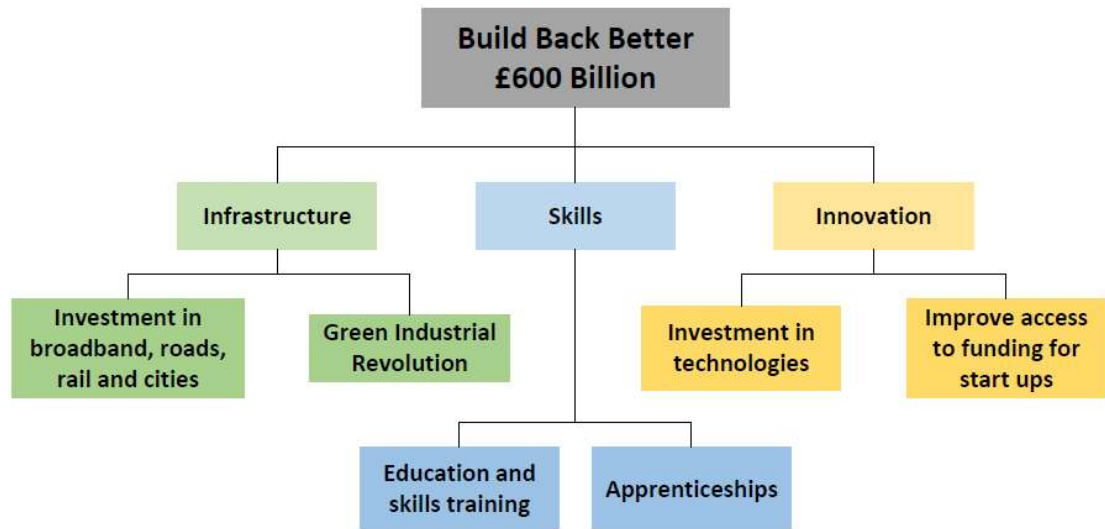 Build Back Better
£600 Billion
Infrastructure
Skills
Innovation
Investment in
broadband, roads,
rail and cities
Green Industrial
Revolution
Investment in
technologies
Improve access
to funding for
start ups
Education and
skills training
Apprenticeships